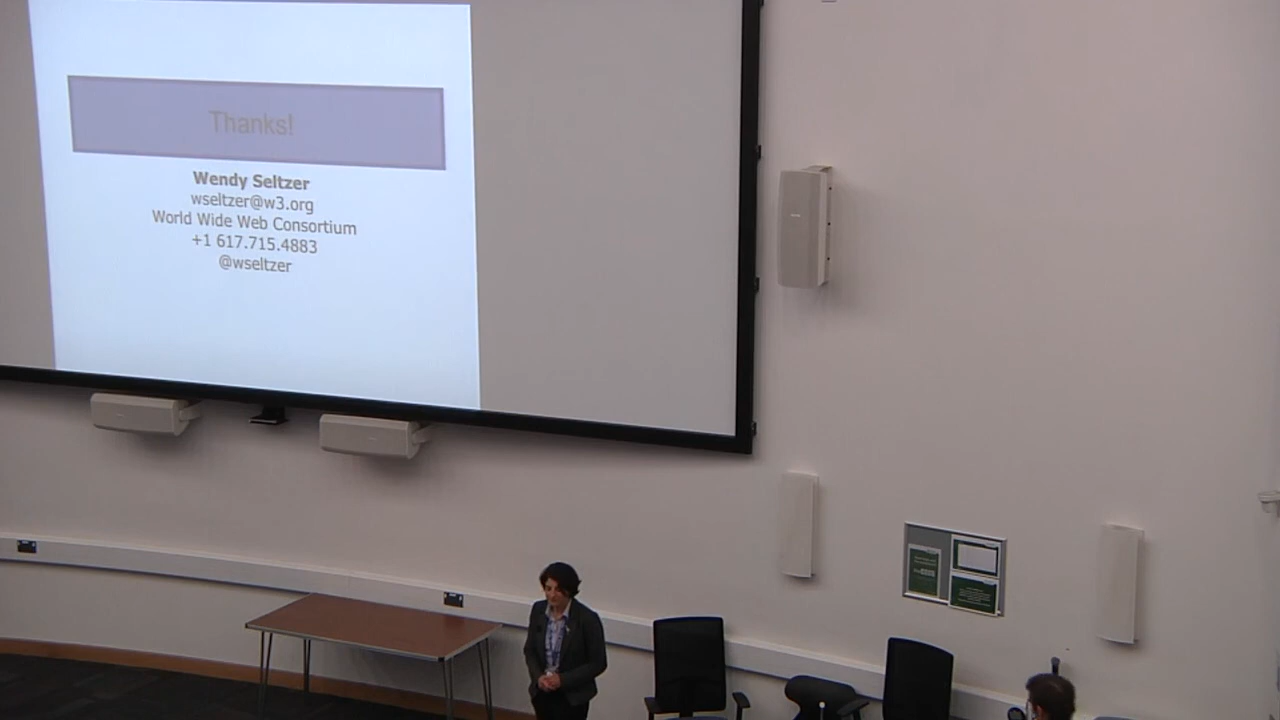 Thanks!
Wendy Seltzer
wseltzer@w3.org
World Wide Web Consortium
+1 617.715.4883
@wseltzer